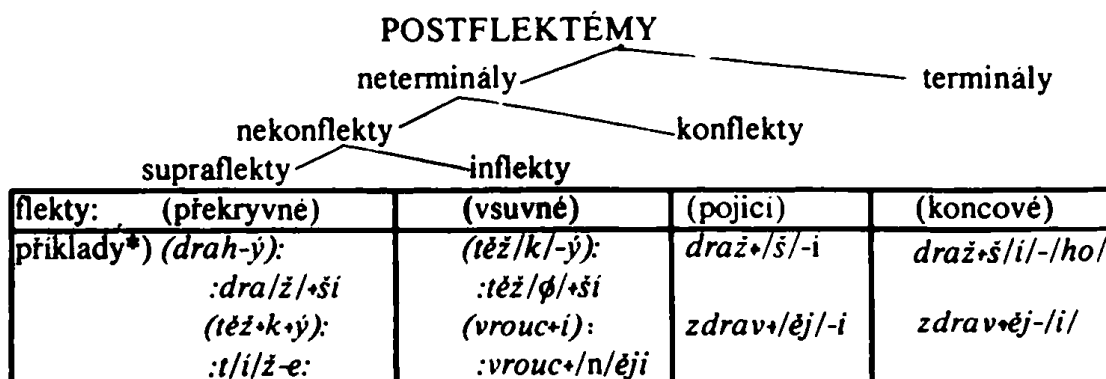 POSTFLEKTÉMY
neterminály terminály
nekonflekty konflekty
supraflekty inflekty
flekty: (překryvné) (vsuvné) (pojicí) (koncové)
příklady*) (drah-ý): (těž/k/-ý): draž+/š/-i draž+š/í/-/ho/
:dra/ž/+ší :těž/ϕ/+ší
(těž+k+ý): (vrouc+í): zdrav+/ěj/-i zdrav+ěj-/i/
:t/í/ž-e: :vrouc+/n/ěji